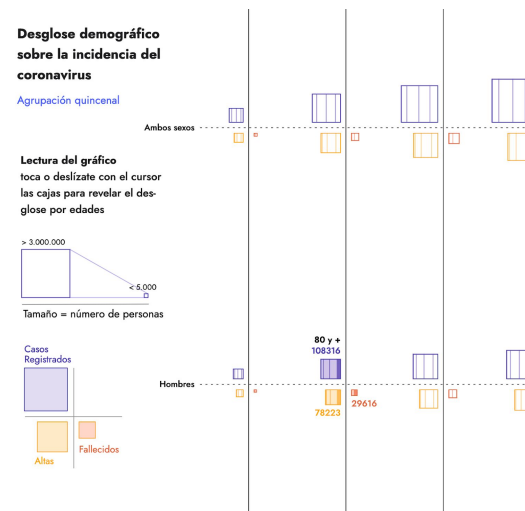 Desglose demográfico
sobre la incidencia del
coronavirus
Agrupación quincenal
Ambos sexos
Lectura del gráfico
toca o deslízate con el cursor
las cajas para revelar el des-
glose por edades
> 3.000.000
< 5.000
Tamaño = número de personas
Casos
Registrados
Altas
Fallecidos
80 y +
108316
Hombres
29616
78223